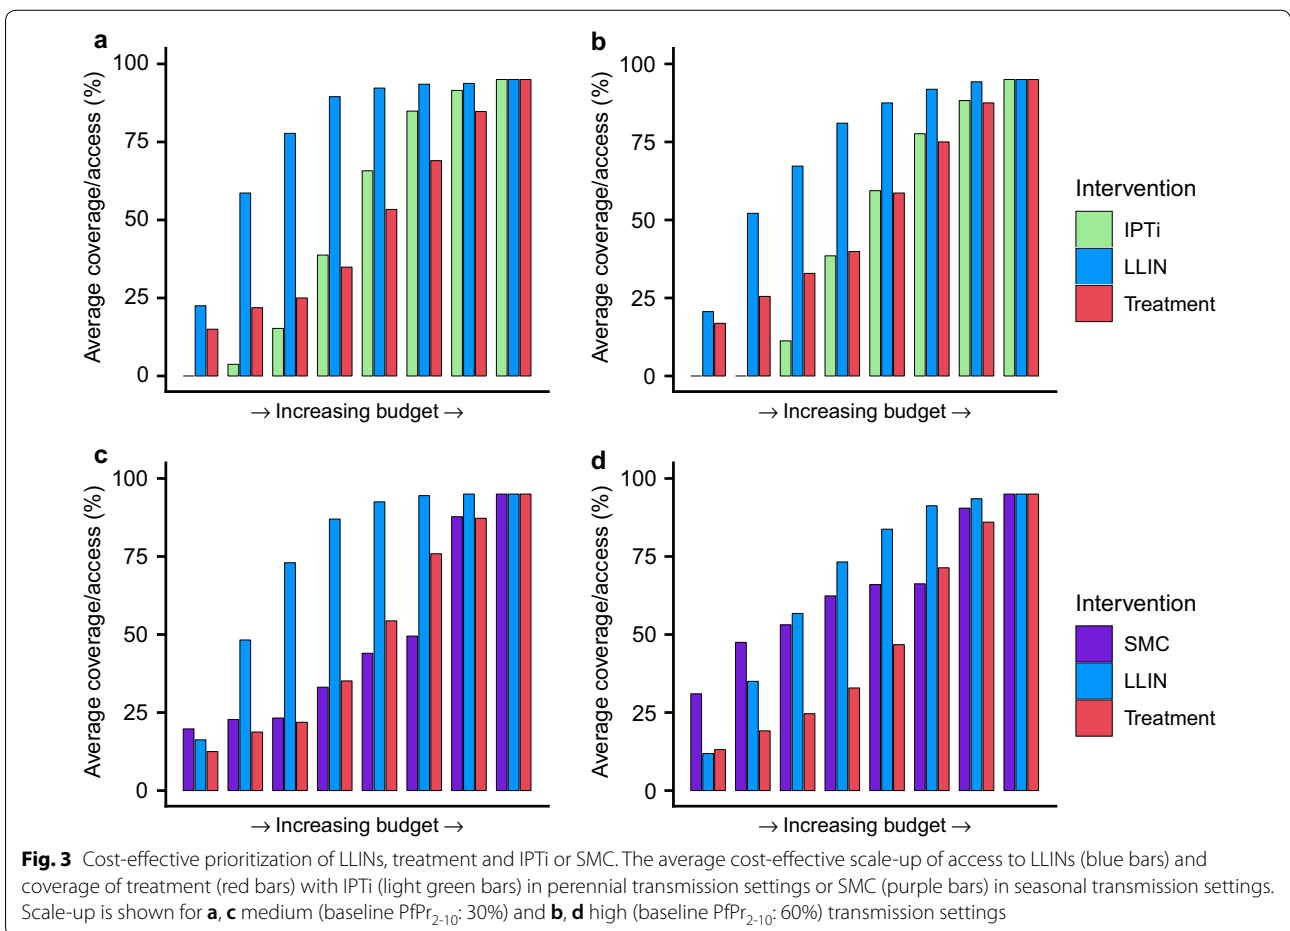 a
100
75
50
25
0
Average coverage/access (%)
→ Increasing budget →
b
100
75
50
25
0
Average coverage/access (%)
→ Increasing budget →
Intervention
IPTi
LLIN
Treatment
c
100
75
50
25
0
Average coverage/access (%)
→ Increasing budget →
d
100
75
50
25
0
Average coverage/access (%)
→ Increasing budget →
Intervention
SMC
LLIN
Treatment
Fig. 3 Cost-effective prioritization of LLINs, treatment and IPTi or SMC. The average cost-effective scale-up of access to LLINs (blue bars) and
coverage of treatment (red bars) with IPTi (light green bars) in perennial transmission settings or SMC (purple bars) in seasonal transmission settings.
Scale-up is shown for a, c medium (baseline PfPr2-10: 30%) and b, d high (baseline PfPr2-10: 60%) transmission settings